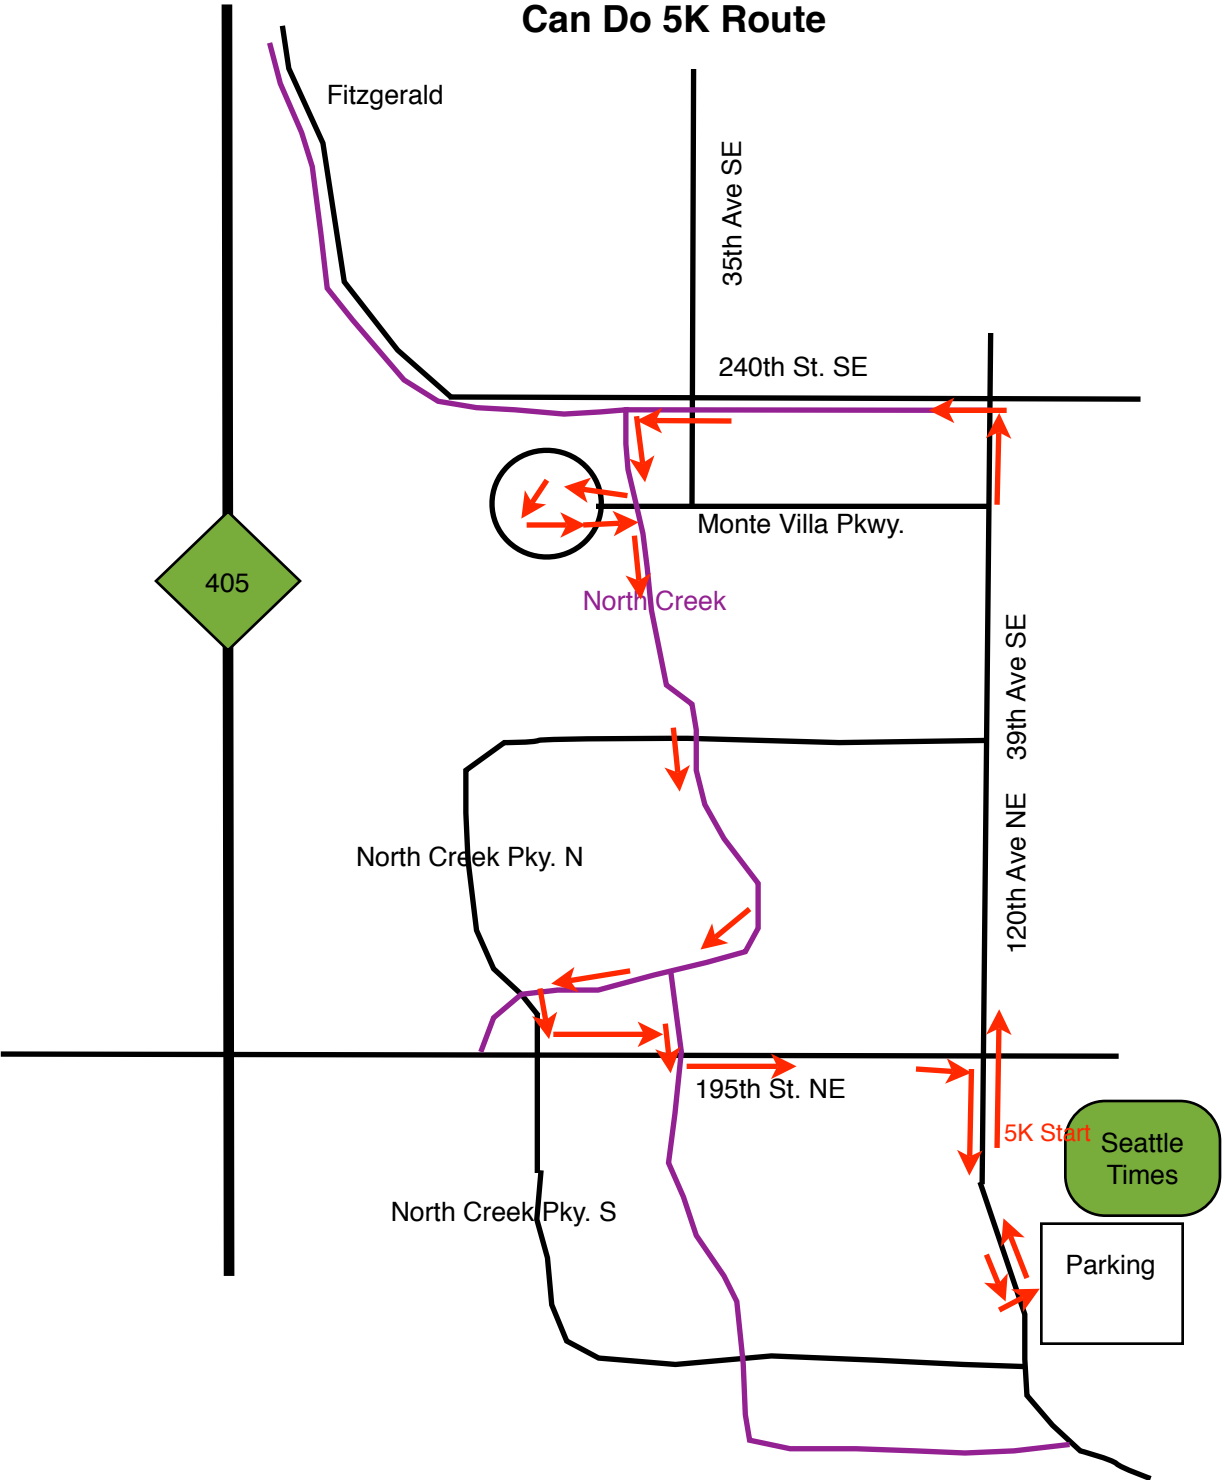 Can Do 5K Route
Fitzgerald
35th Ave SE
240th St. SE
Monte Villa Pkwy.
405
North Creek
39th Ave SE
120th Ave NE
North Creek Pky. N
195th St. NE
5K Start
Seattle
Times
North Creek Pky. S
Parking